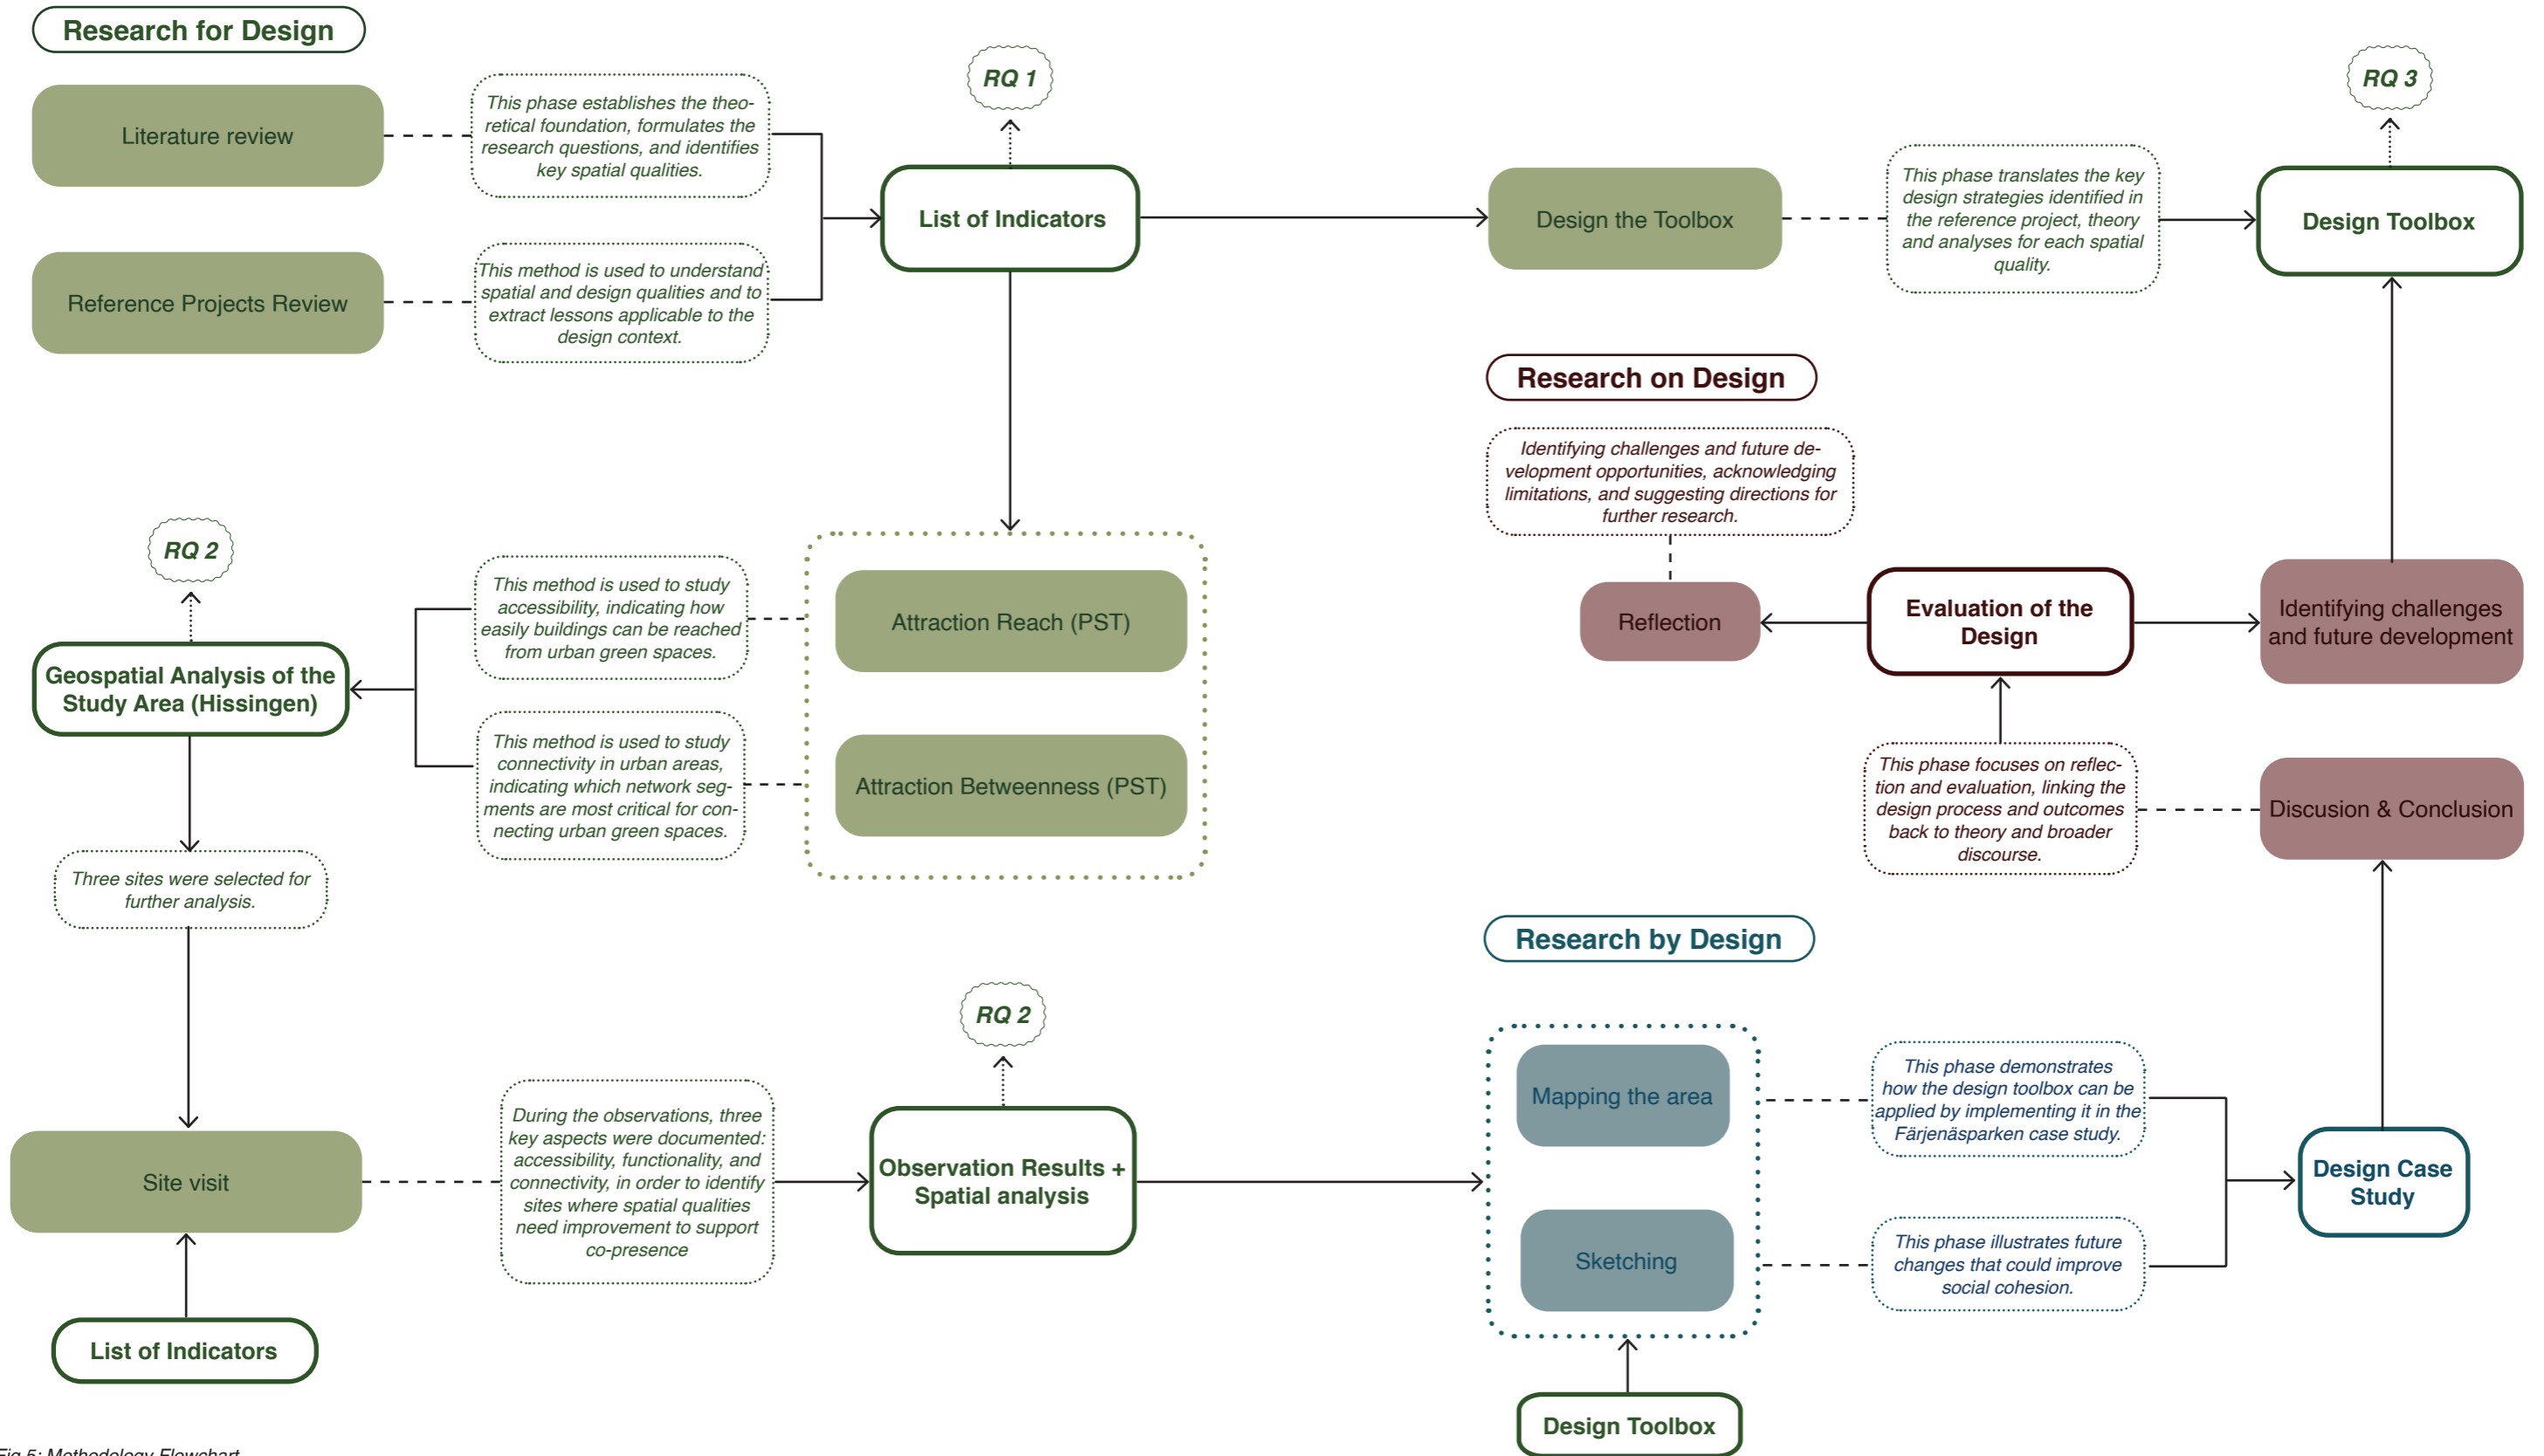 Research for Design
Literature review
This phase establishes the theo-
retical foundation, formulates the
research questions, and identifies
key spatial qualities.
Reference Projects Review
This method is used to understand
spatial and design qualities and to
extract lessons applicable to the
design context.
RQ 1
List of Indicators
Design the Toolbox
This phase translates the key
design strategies identified in
the reference project, theory
and analyses for each spatial
quality.
RQ 3
Design Toolbox
Research on Design
Identifying challenges and future de-
velopment opportunities, acknowledging
limitations, and suggesting directions for
further research.
Reflection
Evaluation of the
Design
Identifying challenges
and future development
This phase focuses on reflec-
tion and evaluation, linking the
design process and outcomes
back to theory and broader
discourse.
Discusion & Conclusion
RQ 2
Geospatial Analysis of the
Study Area (Hissingen)
This method is used to study
accessibility, indicating how
easily buildings can be reached
from urban green spaces.
Attraction Reach (PST)
This method is used to study
connectivity in urban areas,
indicating which network seg-
ments are most critical for con-
necting urban green spaces.
Attraction Betweenness (PST)
Three sites were selected for
further analysis.
Site visit
List of Indicators
During the observations, three
key aspects were documented:
accessibility, functionality, and
connectivity, in order to identify
sites where spatial qualities
need improvement to support
co-presence
RQ 2
Observation Results +
Spatial analysis
Research by Design
Mapping the area
This phase demonstrates
how the design toolbox can be
applied by implementing it in the
Färjenäsparken case study.
Sketching
This phase illustrates future
changes that could improve
social cohesion.
Design Case
Study
Design Toolbox
Fig 5: Methodology Flowchart